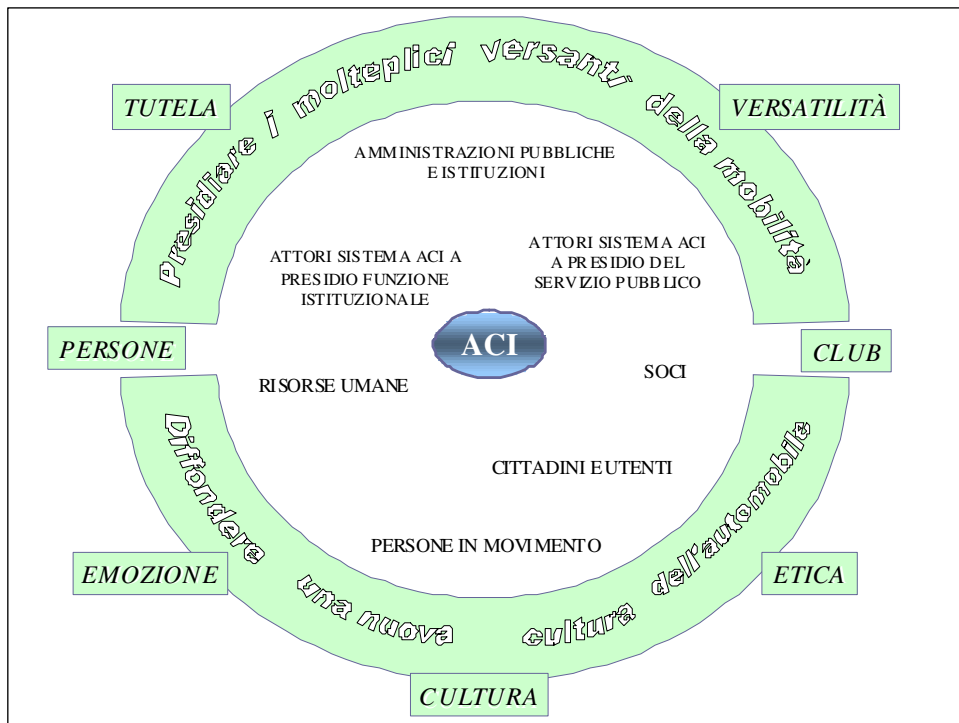 Presidiare i molteplici versanti della mobilità
TUTELA
VERSATILITÀ
AMMINISTRAZIONI PUBBLICHE
E ISTITUZIONI
ATTORI SISTEMA ACI A
PRESIDIO FUNZIONE
ISTITUZIONALE
ATTORI SISTEMA ACI
A PRESIDIO DEL
SERVIZIO PUBBLICO
PERSONE
ACI
CLUB
RISORSE UMANE
SOCI
CITTADINI E UTENTI
PERSONE IN MOVIMENTO
EMOZIONE
ETICA
Diffondere una nuova cultura dell'automobile
CULTURA